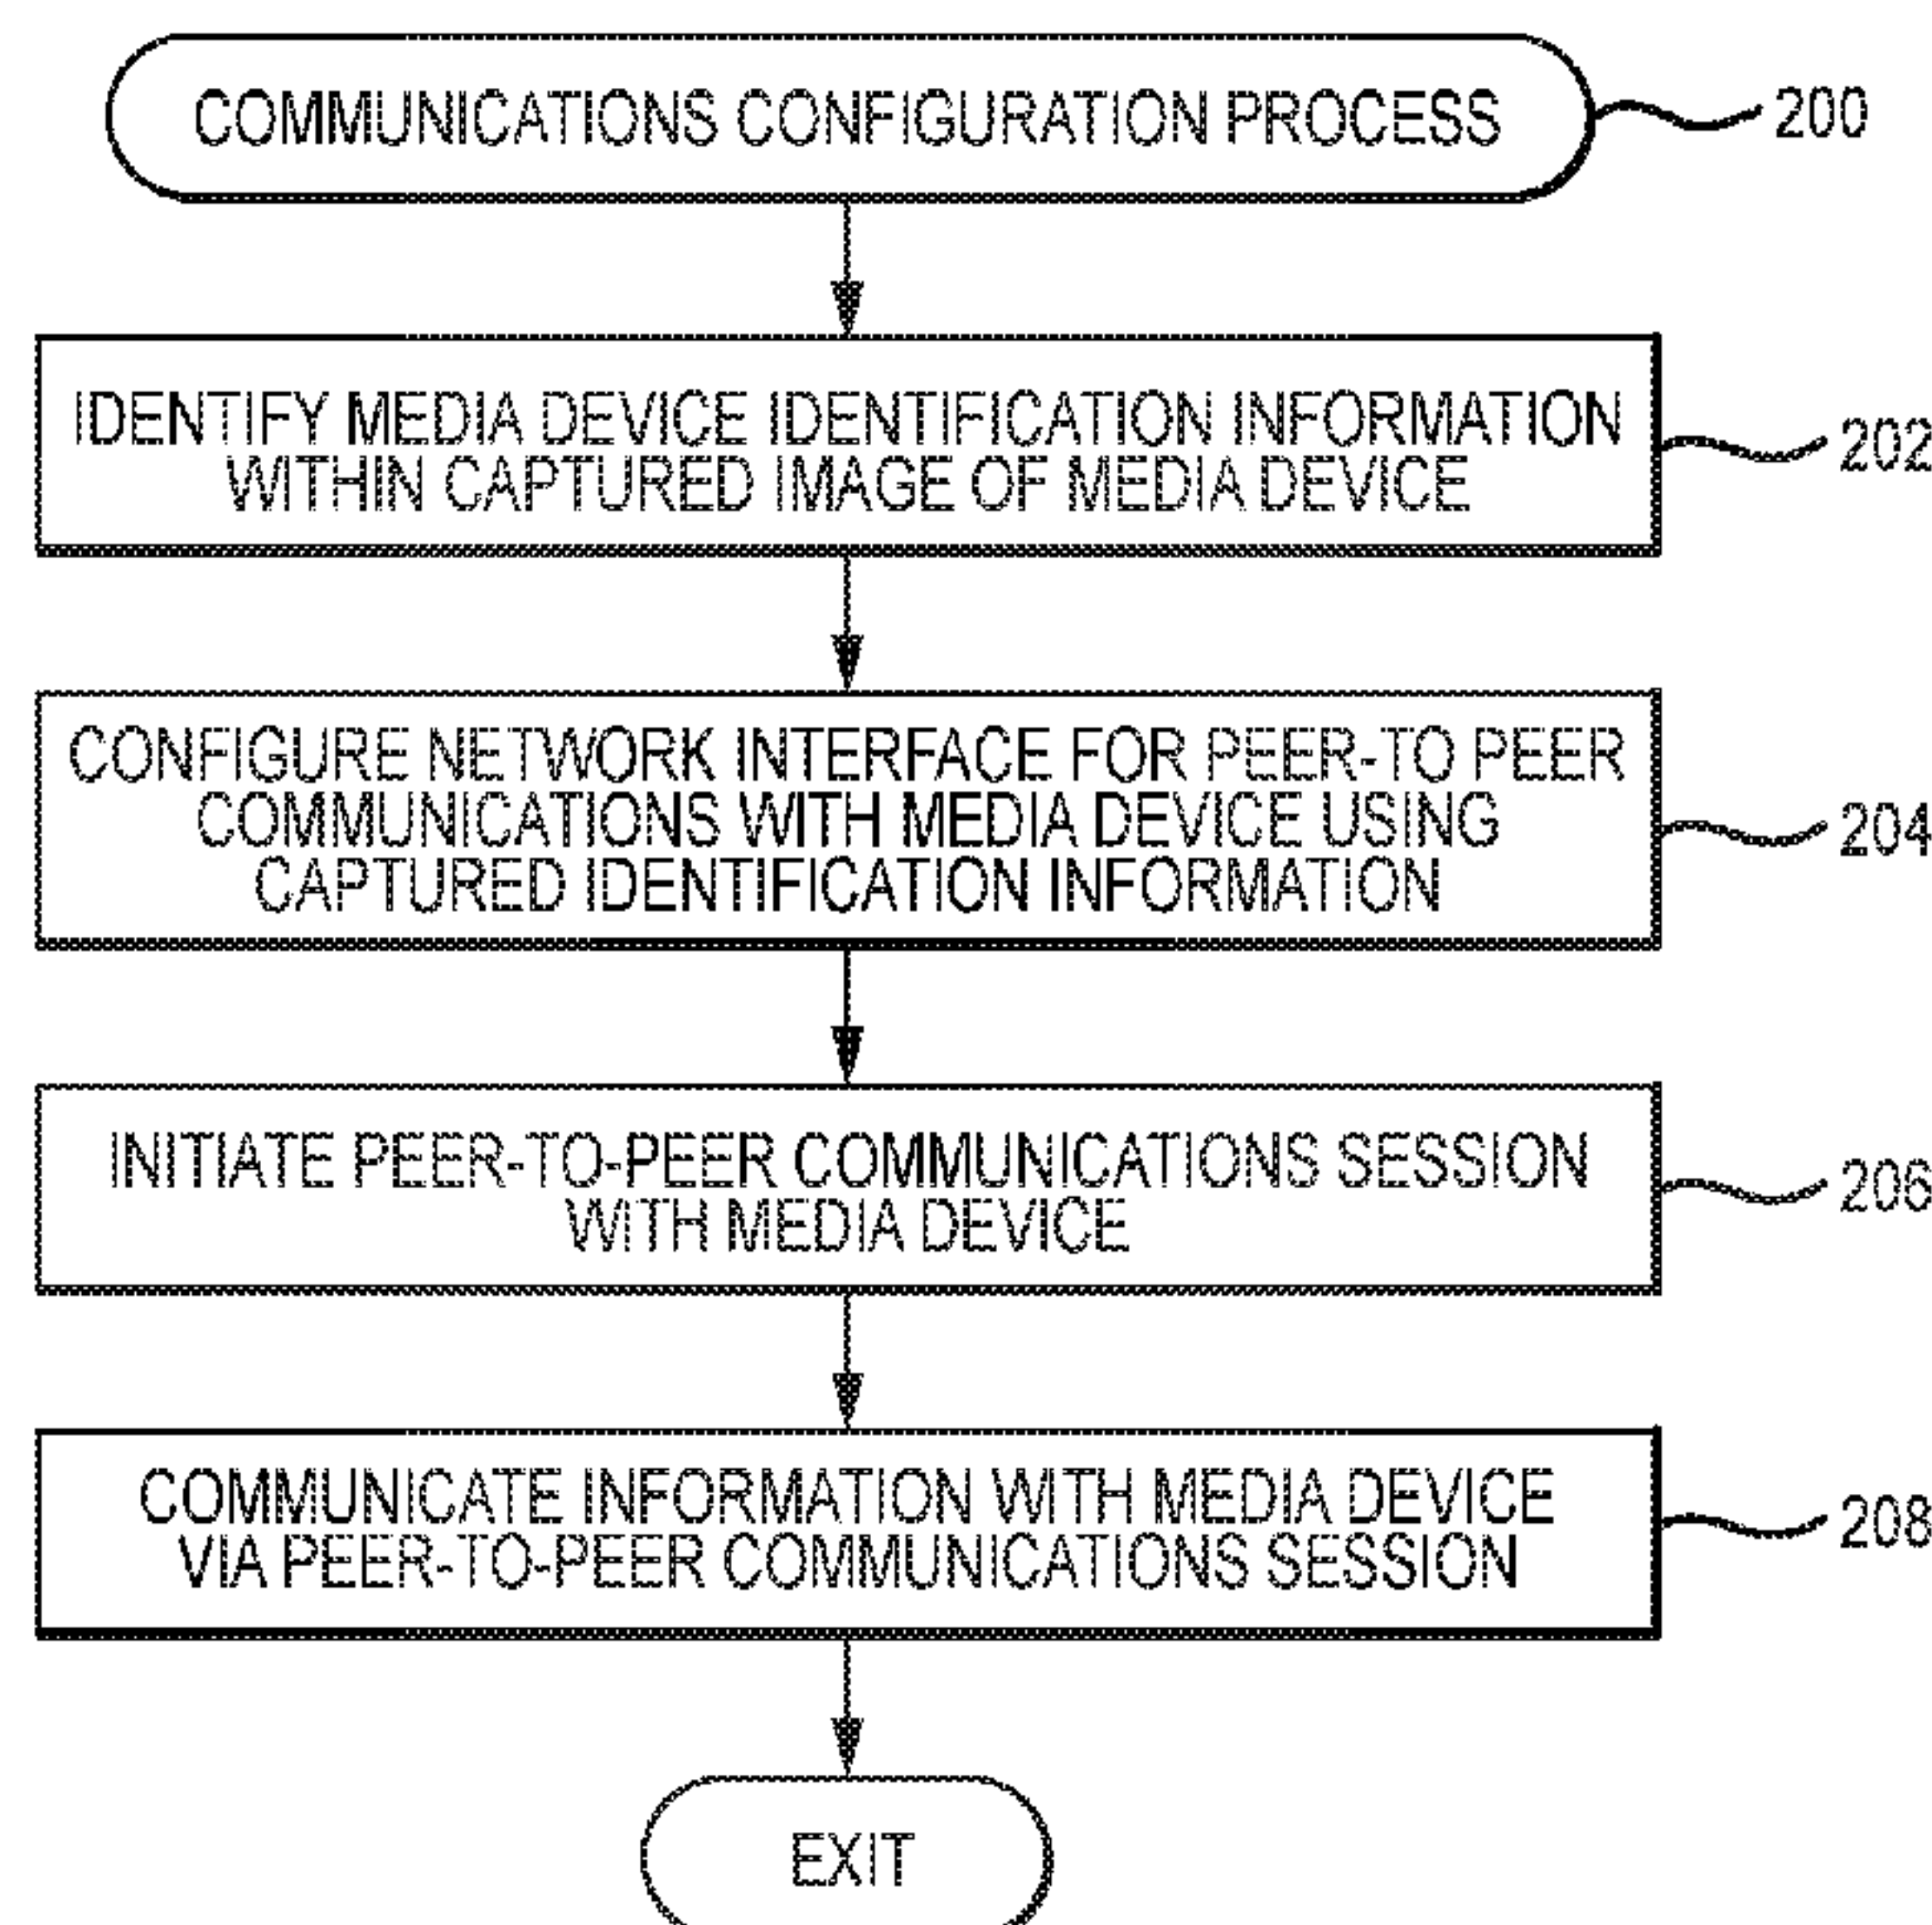 COMMUNICATIONS CONFIGURATION PROCESS
200
IDENTIFY MEDIA DEVICE IDENTIFICATION INFORMATION
WITHIN CAPTURED IMAGE OF MEDIA DEVICE
202
CONFIGURE NETWORK INTERFACE FOR PEER-TO PEER
COMMUNICATIONS WITH MEDIA DEVICE USING
CAPTURED IDENTIFICATION INFORMATION
204
INITIATE PEER-TO-PEER COMMUNICATIONS SESSION
WITH MEDIA DEVICE
206
COMMUNICATE INFORMATION WITH MEDIA DEVICE
VIA PEER-TO-PEER COMMUNICATIONS SESSION
208
EXIT